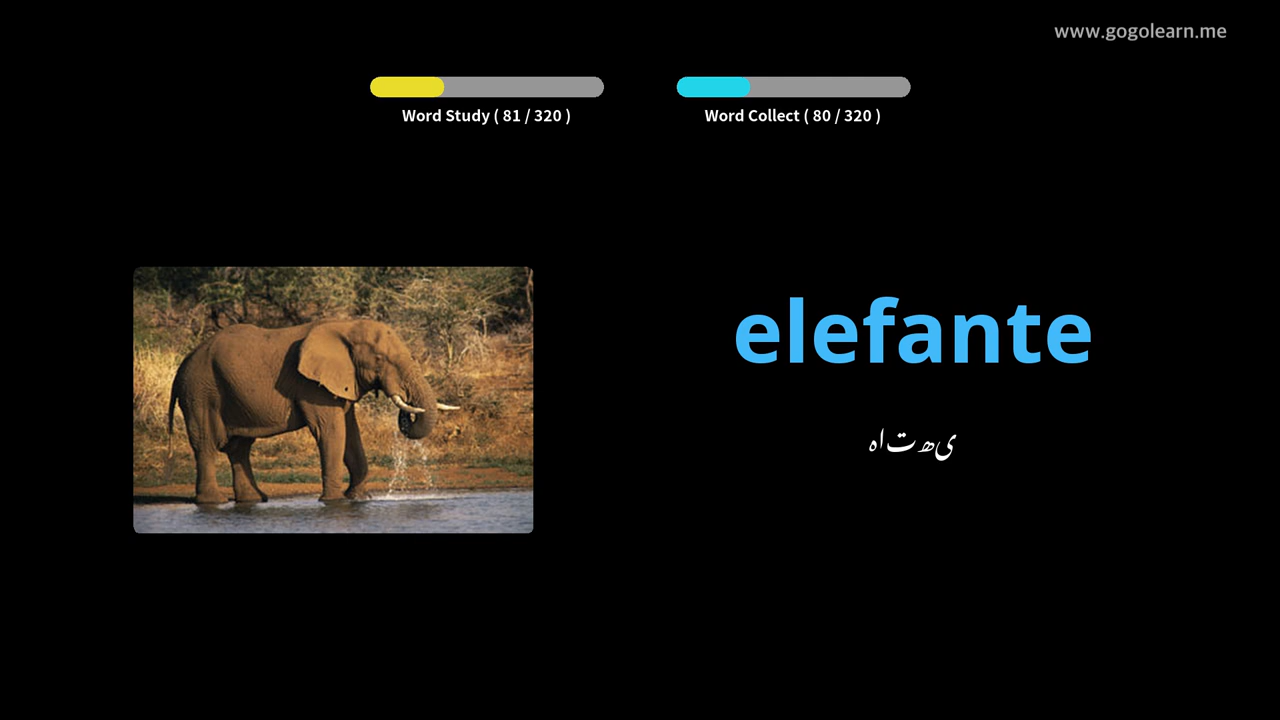 www.gogolearn.me
Word Study ( 81 / 320 )
Word Collect ( 80 / 320 )
elefante
ہاتھی